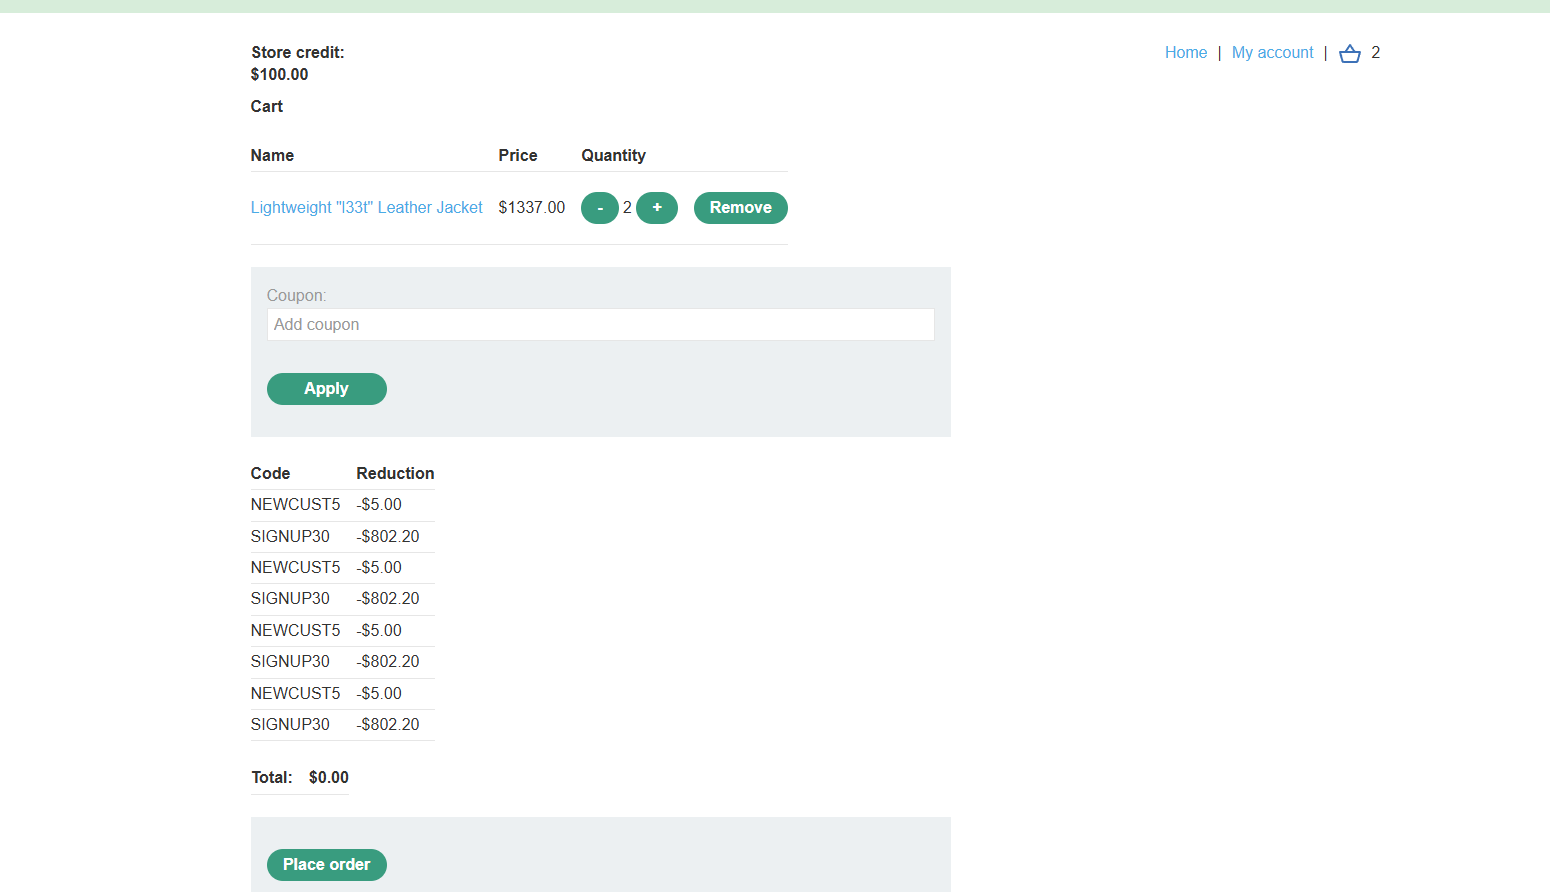 Store credit:
$100.00
Home | My account | 2
Cart
Name Price Quantity
Lightweight "l33t" Leather Jacket $1337.00 - 2 + Remove
Coupon:
Add coupon
Apply
Code Reduction
NEWCUST5 -$5.00
SIGNUP30 -$802.20
NEWCUST5 -$5.00
SIGNUP30 -$802.20
NEWCUST5 -$5.00
SIGNUP30 -$802.20
NEWCUST5 -$5.00
SIGNUP30 -$802.20
Total: $0.00
Place order